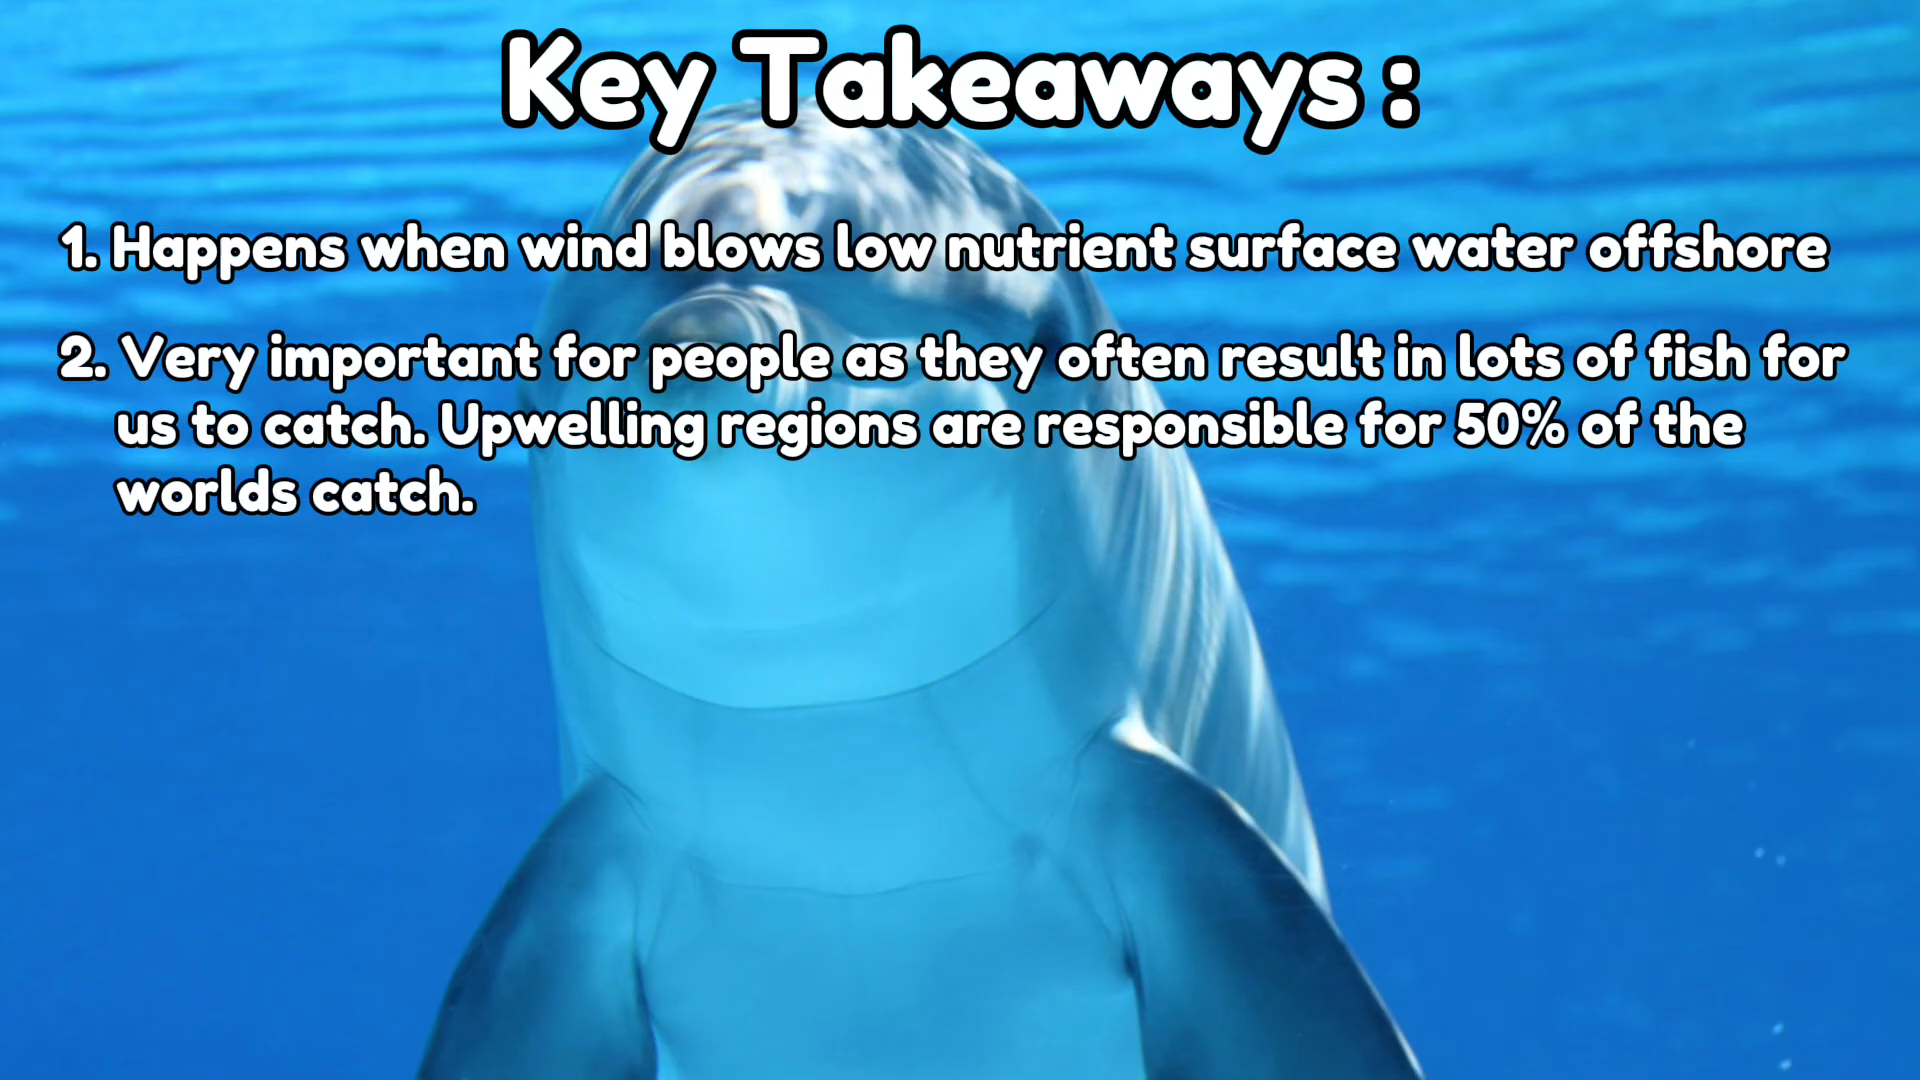 Key Takeaways :
1. Happens when wind blows low nutrient surface water offshore
2. Very important for people as they often result in lots of fish for
us to catch. Upwelling regions are responsible for 50% of the
worlds catch.